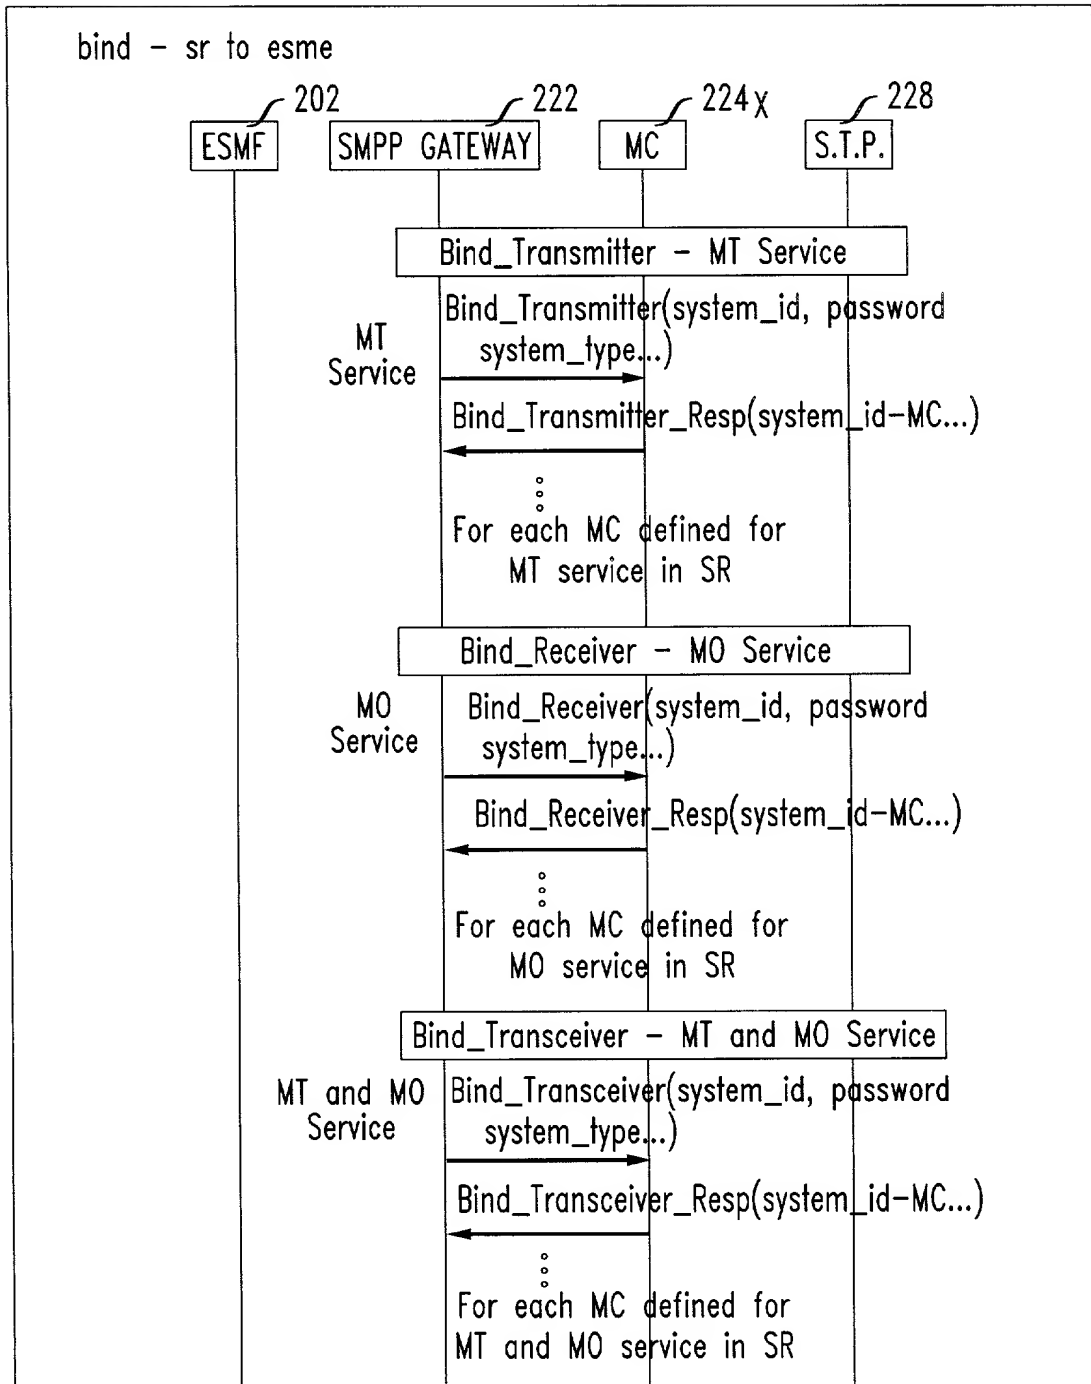 bind - sr to esme
202
222
224x
228
ESMF
SMPP GATEWAY
MC
S.T.P.
Bind_Transmitter - MT Service
MT
Service
Bind_Transmitter(system_id, password
system_type...)
Bind_Transmitter_Resp(system_id-MC...)
For each MC defined for
MT service in SR
Bind_Receiver - MO Service
MO
Service
Bind_Receiver(system_id, password
system_type...)
Bind_Receiver_Resp(system_id-MC...)
For each MC defined for
MO service in SR
Bind_Transceiver - MT and MO Service
MT and MO
Service
Bind_Transceiver(system_id, password
system_type...)
Bind_Transceiver_Resp(system_id-MC...)
For each MC defined for
MT and MO service in SR